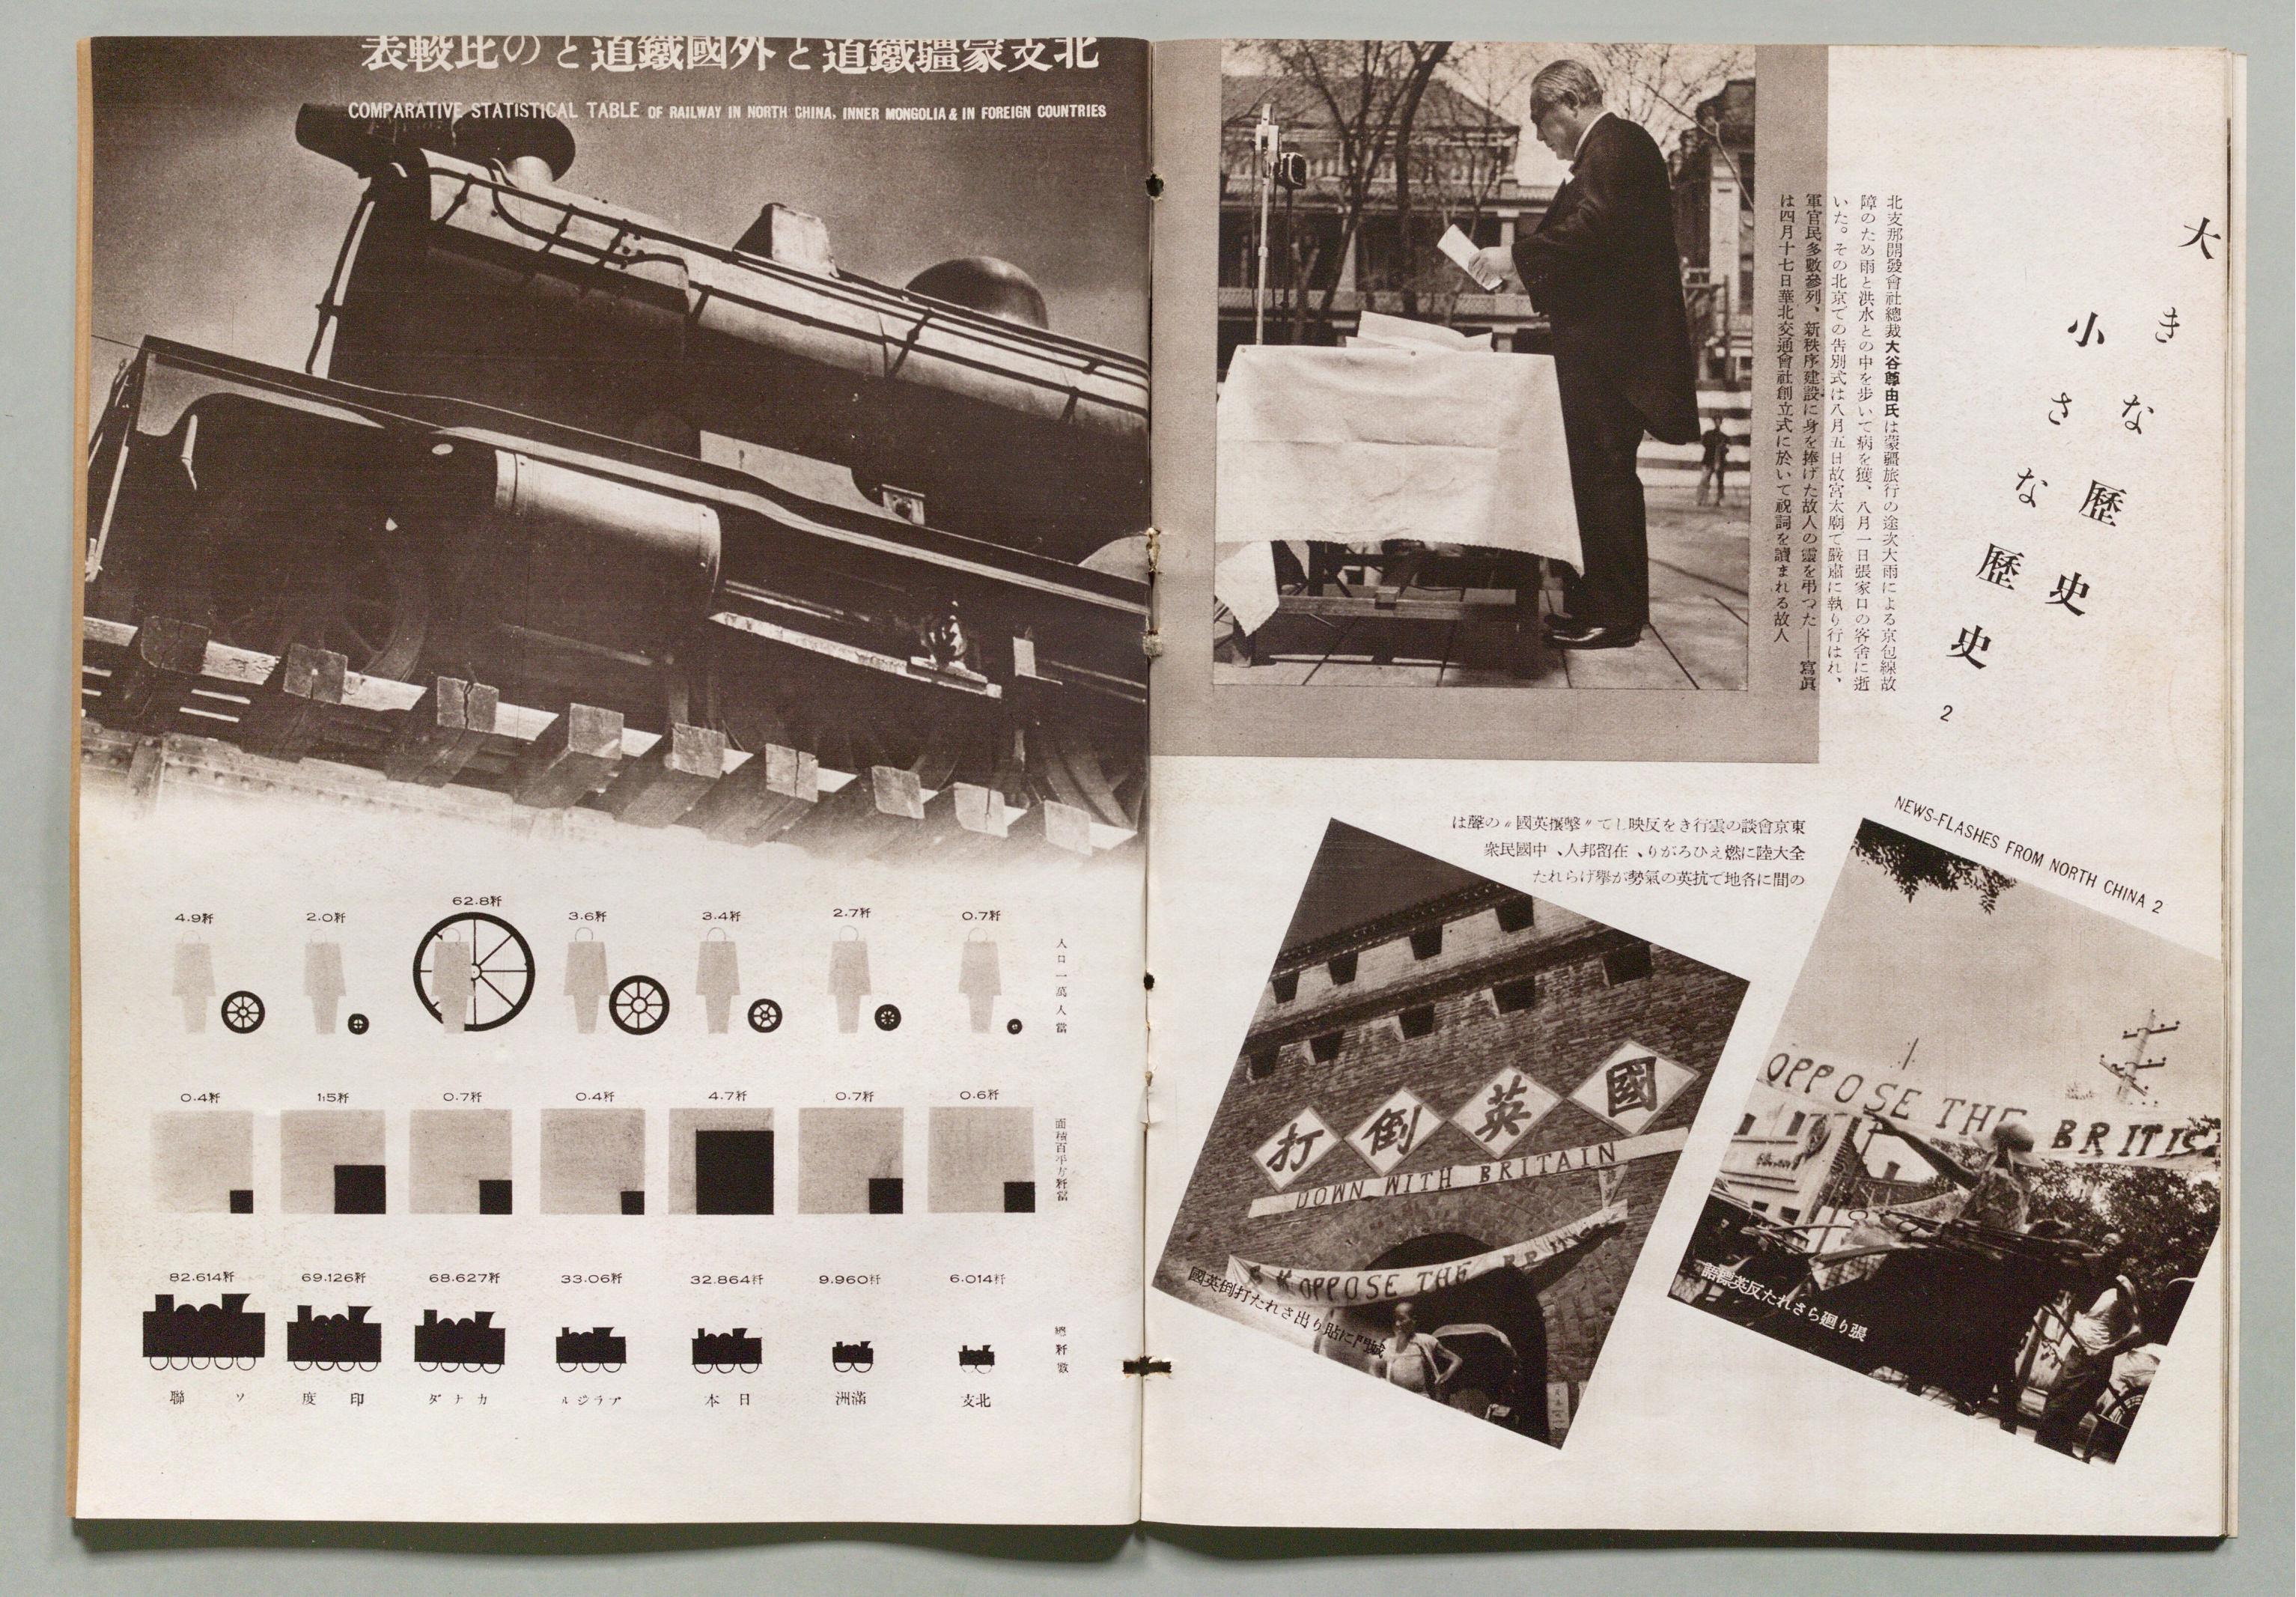 北支蒙疆鐵道と外國鐵道との比較表
COMPARATIVE STATISTICAL TABLE OF RAILWAY IN NORTH CHINA, INNER MONGOLIA & IN FOREIGN COUNTRIES
4.9粁 2.0粁 62.8粁 3.6粁 3.4粁 2.7粁 0.7粁
人口一萬人當
0.4粁 1.5粁 0.7粁 0.4粁 4.7粁 0.7粁 0.6粁
面積百平方粁當
82.614粁 69.126粁 68.627粁 33.06粁 32.864粁 9.960粁 6.014粁
總粁數
ソ聯 印度 カナダ ブラジル 日本 滿洲 北支
大きな歷史
小さな歷史 2
北支那開發會社總裁大谷尊由氏は蒙疆旅行の途次大雨による京包線故
障のため雨と洪水との中を步いて病を獲、八月一日張家口の客舍に逝
いた。その北京での吿別式は八月五日故宮太廟で嚴肅に執り行はれ、
軍官民多數參列、新秩序建設に身を捧げた故人の靈を弔つた——寫眞
は四月十七日華北交通會社創立式に於いて祝詞を讀まれる故人
NEWS-FLASHES FROM NORTH CHINA 2
東京會談の雲行きを反映して〝擊攘英國〟の聲は
全大陸に燃えひろがり、在留邦人、中國民衆
の間に各地で抗英の氣勢が擧げられた
打倒英國
DOWN WITH BRITAIN
OPPOSE THE BRITISH
城門に貼り出された打倒英國
OPPOSE THE BRITIS
張り廻らされた反英標語